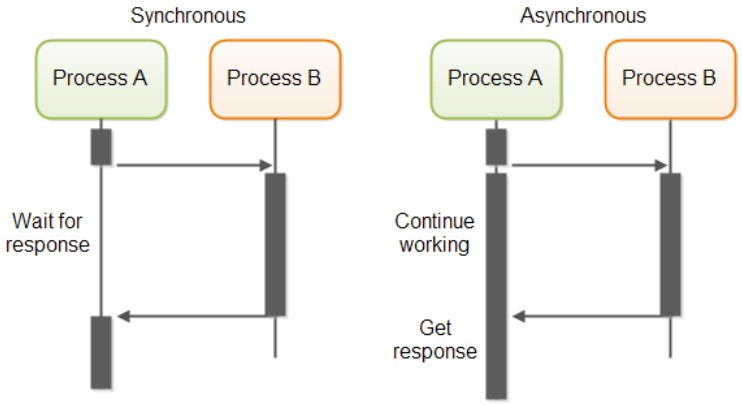 Synchronous
Asynchronous
Process A
Process B
Process A
Process B
Wait for
response
Continue
working
Get
response